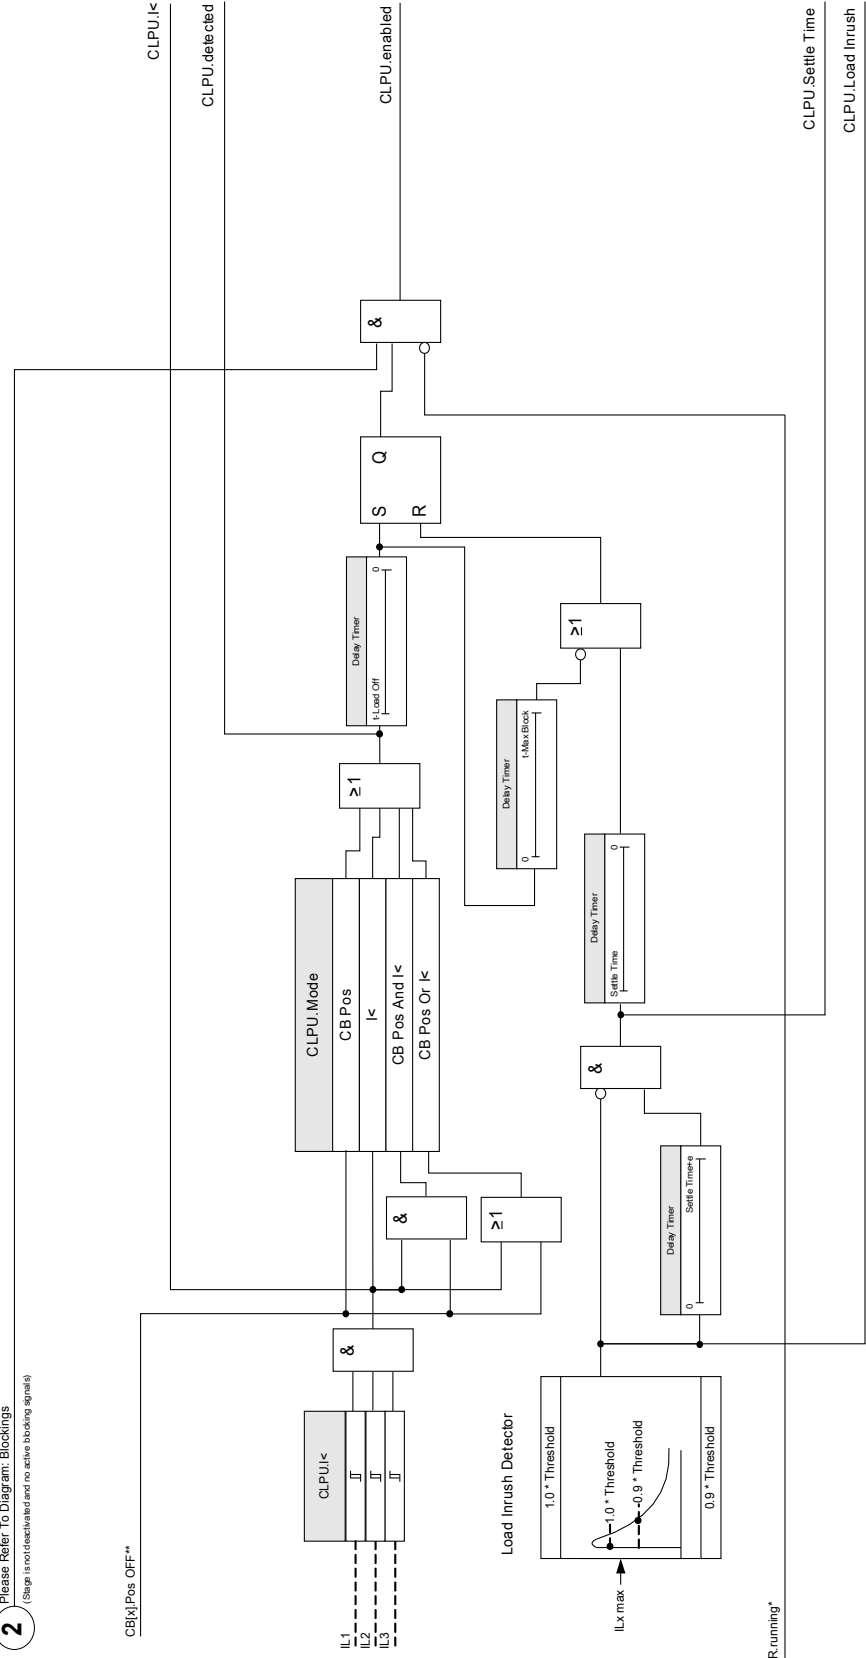 2
Please Refer To Diagram: Blockings
(Stage is not deactivated and no active blocking signals)
CB[x].Pos OFF**
IL1
IL2
IL3
CLPU.I<
&
CLPU.I<
CLPU.detected
CLPU.enabled
CLPU.Mode
CB Pos
I<
CB Pos And I<
CB Pos Or I<
&
≥1
≥1
Delay Timer
t-Load Off
0
S
Q
R
&
Delay Timer
0
t-Max Block
≥1
Load Inrush Detector
1.0 * Threshold
1.0 * Threshold
0.9 * Threshold
0.9 * Threshold
ILx max
Delay Timer
0
Settle Time+e
&
Delay Timer
Settle Time
0
CLPU.Settle Time
CLPU.Load Inrush
R.running*